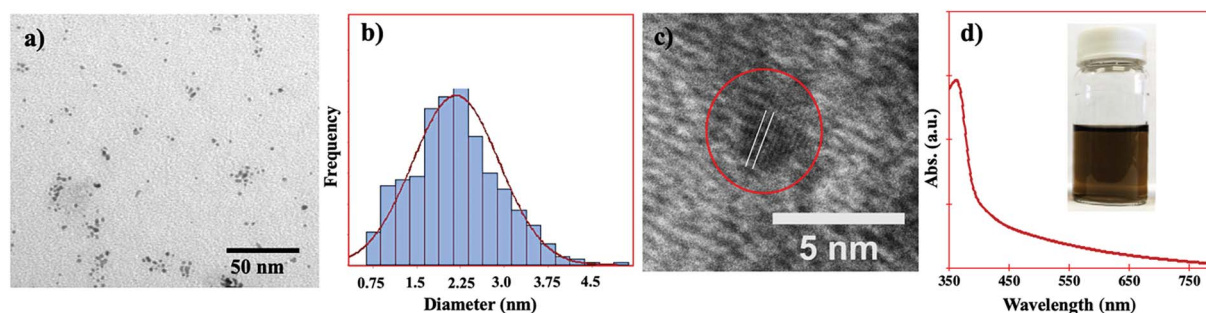 a)
50 nm
b)
Frequency
0.75 1.5 2.25 3.0 3.75 4.5
Diameter (nm)
c)
5 nm
d)
Abs. (a.u.)
350 450 550 650 750
Wavelength (nm)